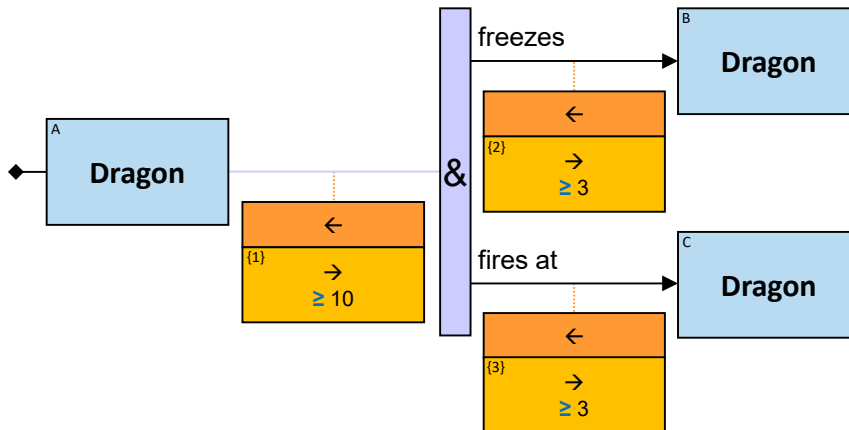 freezes
B
Dragon
←
{2}
→
≥ 3
A
Dragon
←
{1}
→
≥ 10
&
fires at
C
Dragon
←
{3}
→
≥ 3